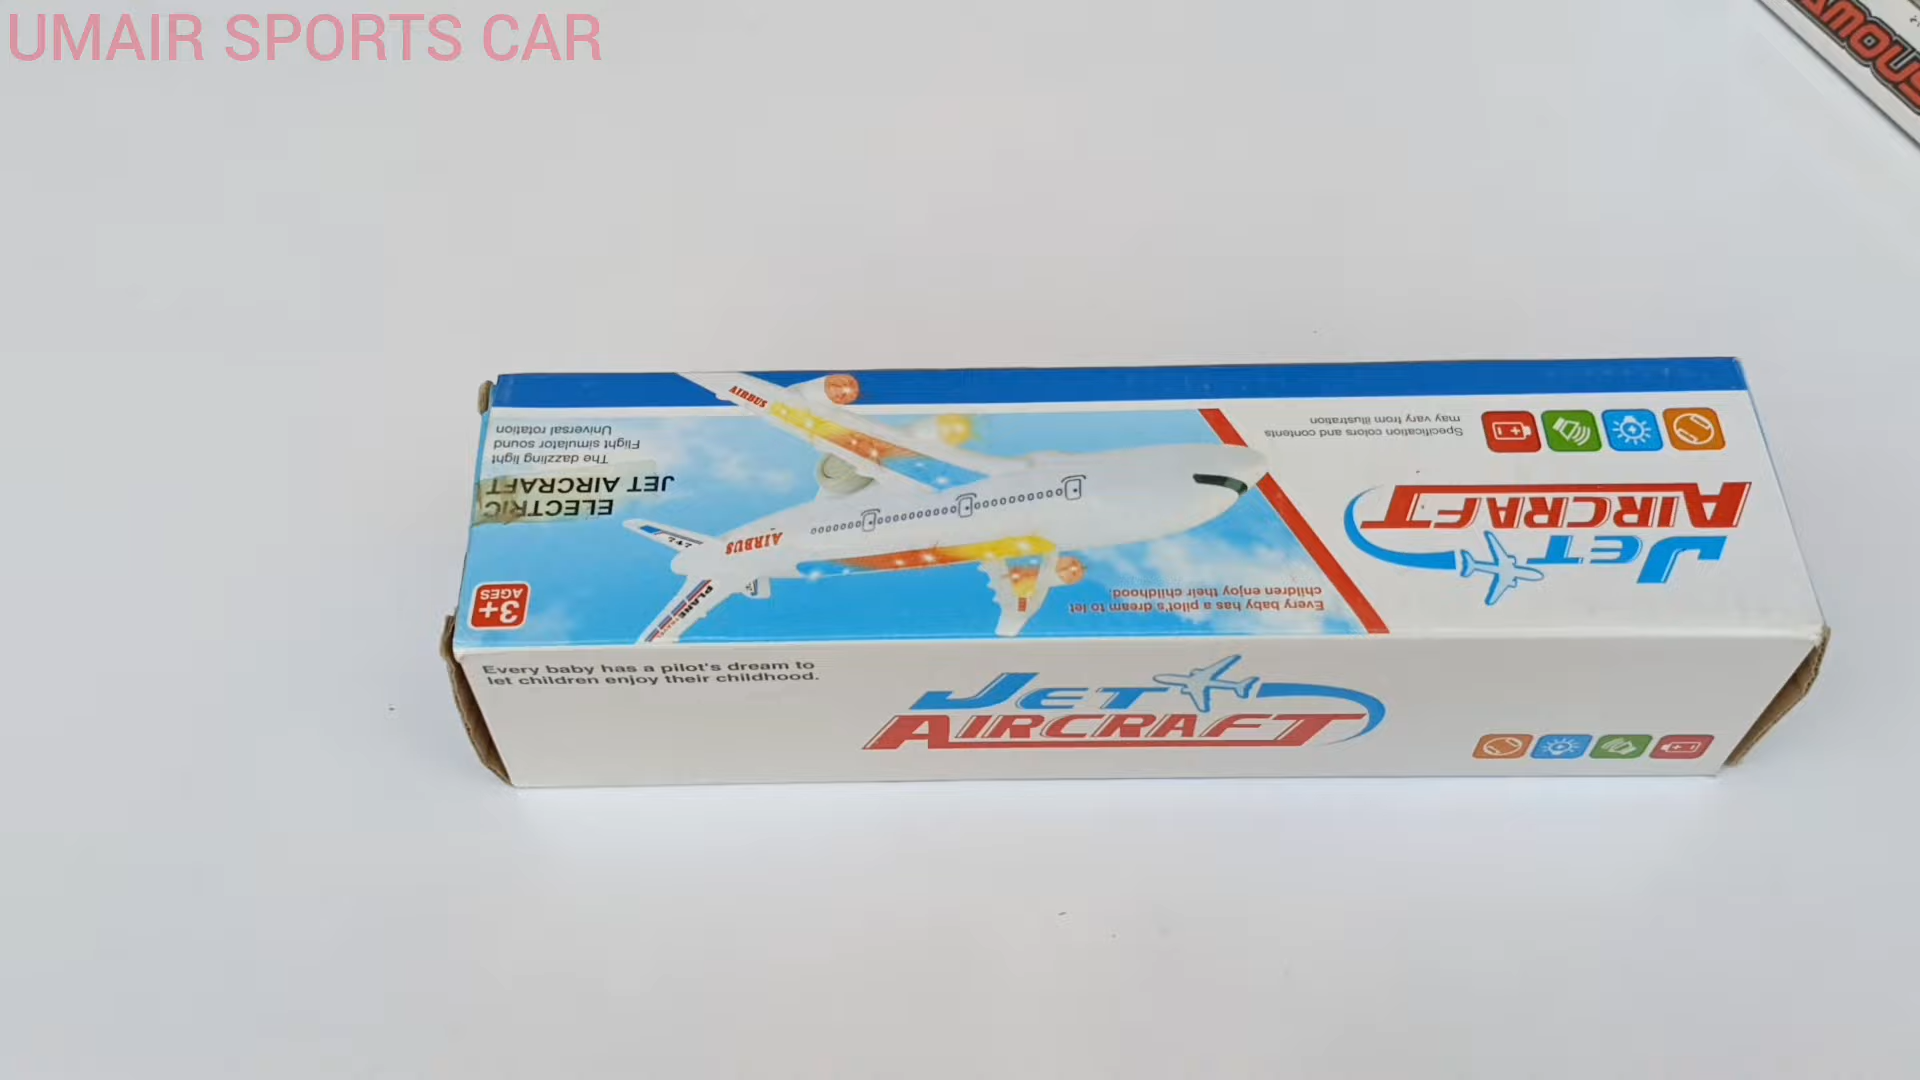 UMAIR SPORTS CAR
AMOUS
AIRBUS
Universal rotation
Flight simulator sound
The dazzling light
JET AIRCRAFT
ELECTRIC
AIRBUS
PLANE
3+
AGES
Specification colors and contents
may vary from illustration
JET
AIRCRAFT
Every baby has a pilot's dream to let
children enjoy their childhood.
Every baby has a pilot's dream to
let children enjoy their childhood.
JET
AIRCRAFT